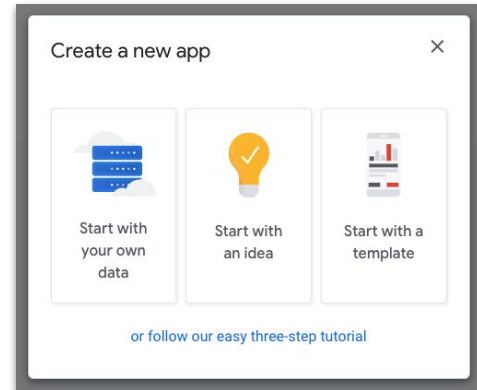 Create a new app
Start with
your own
data
Start with
an idea
Start with a
template
or follow our easy three-step tutorial